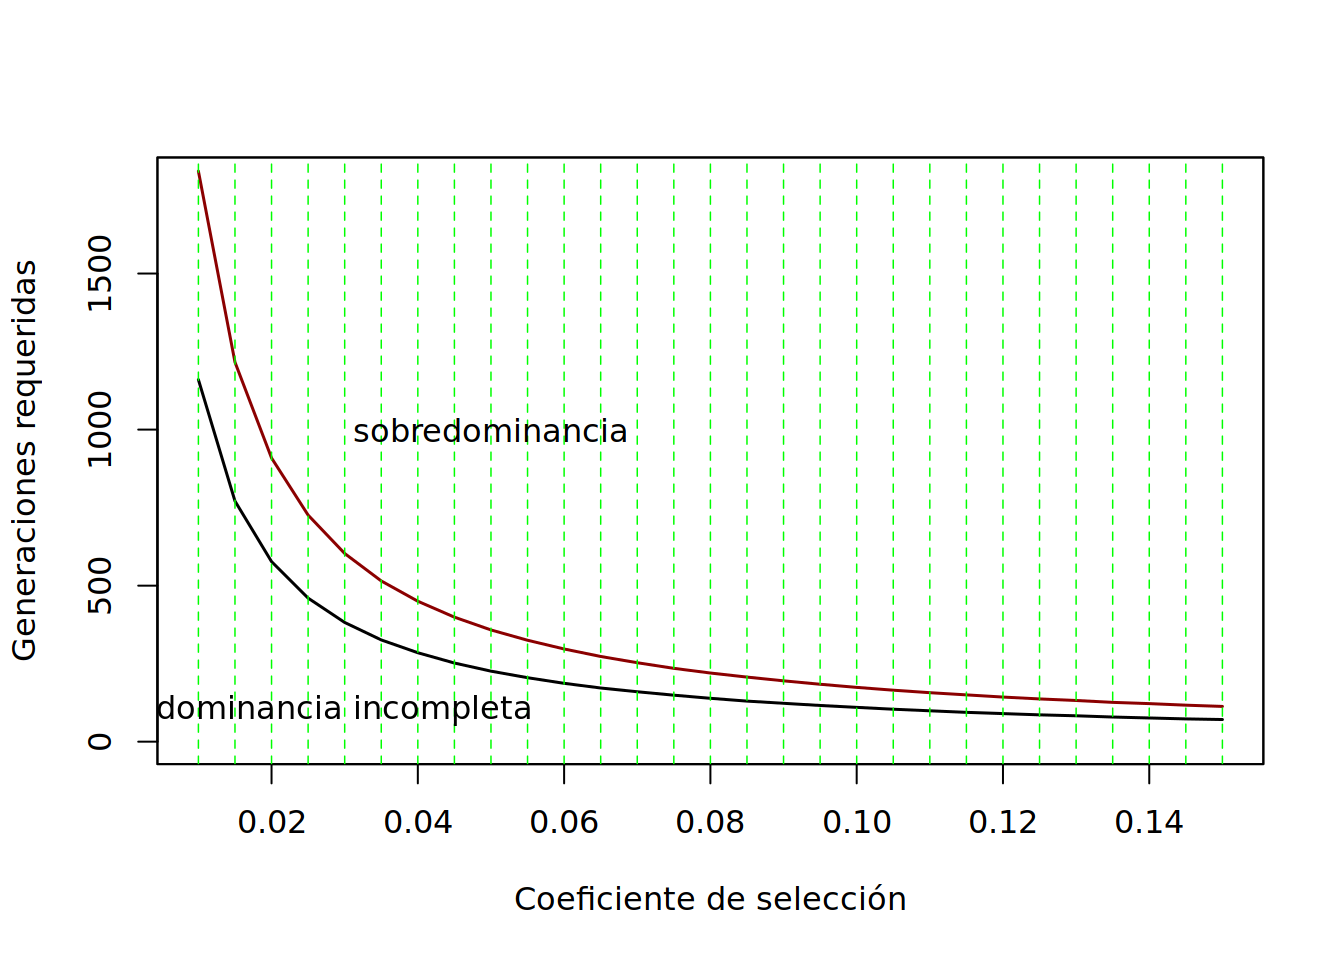 Generaciones requeridas
1500
1000
500
0
sobredominancia
dominancia incompleta
0.02 0.04 0.06 0.08 0.10 0.12 0.14
Coeficiente de selección